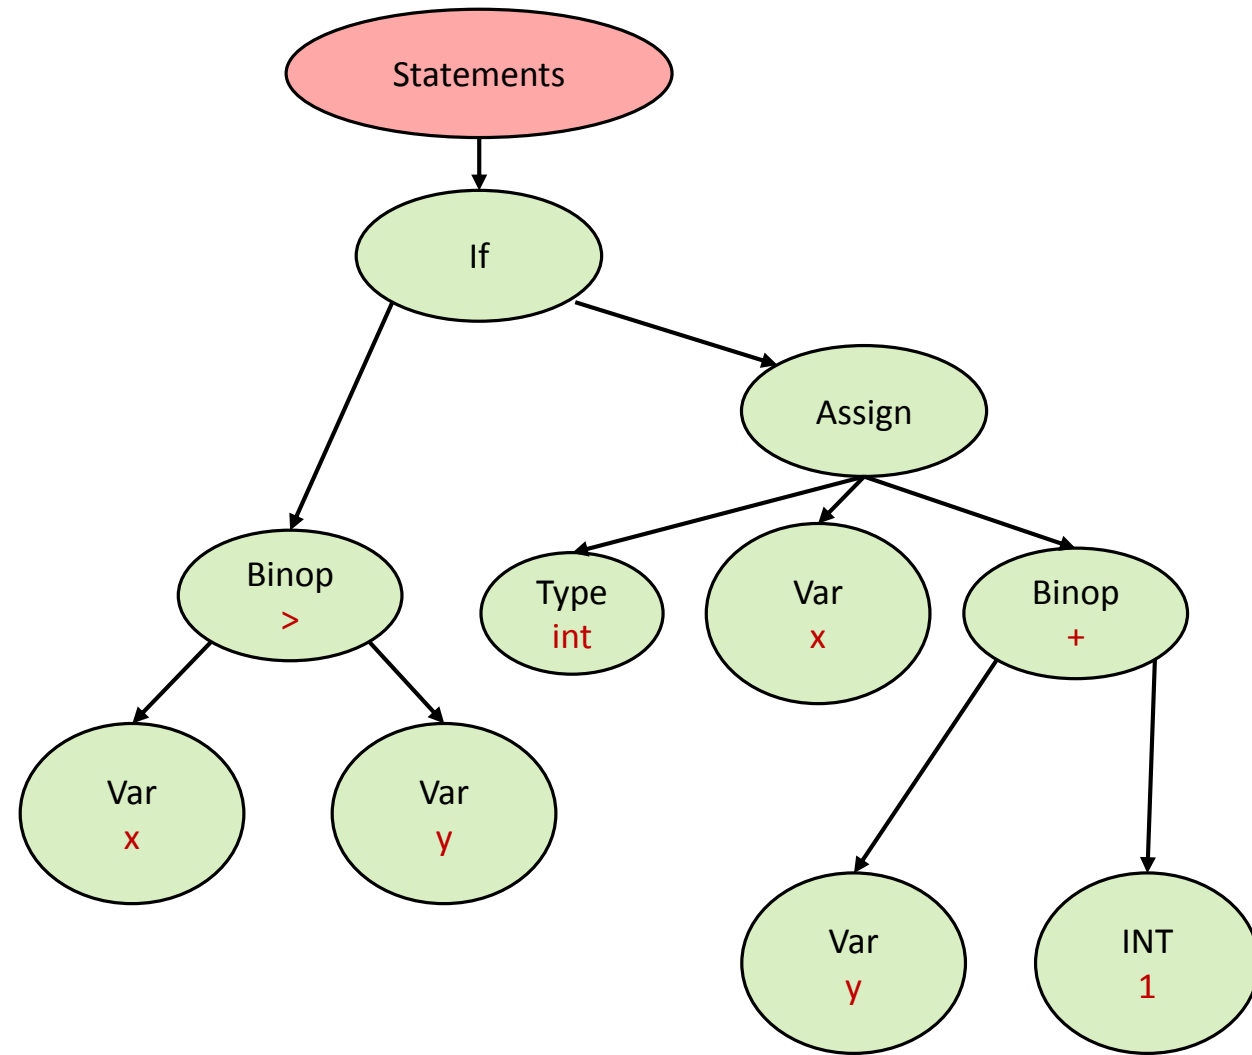 Statements
If
Assign
Binop
>
Type
int
Var
x
Binop
+
Var
x
Var
y
Var
y
INT
1